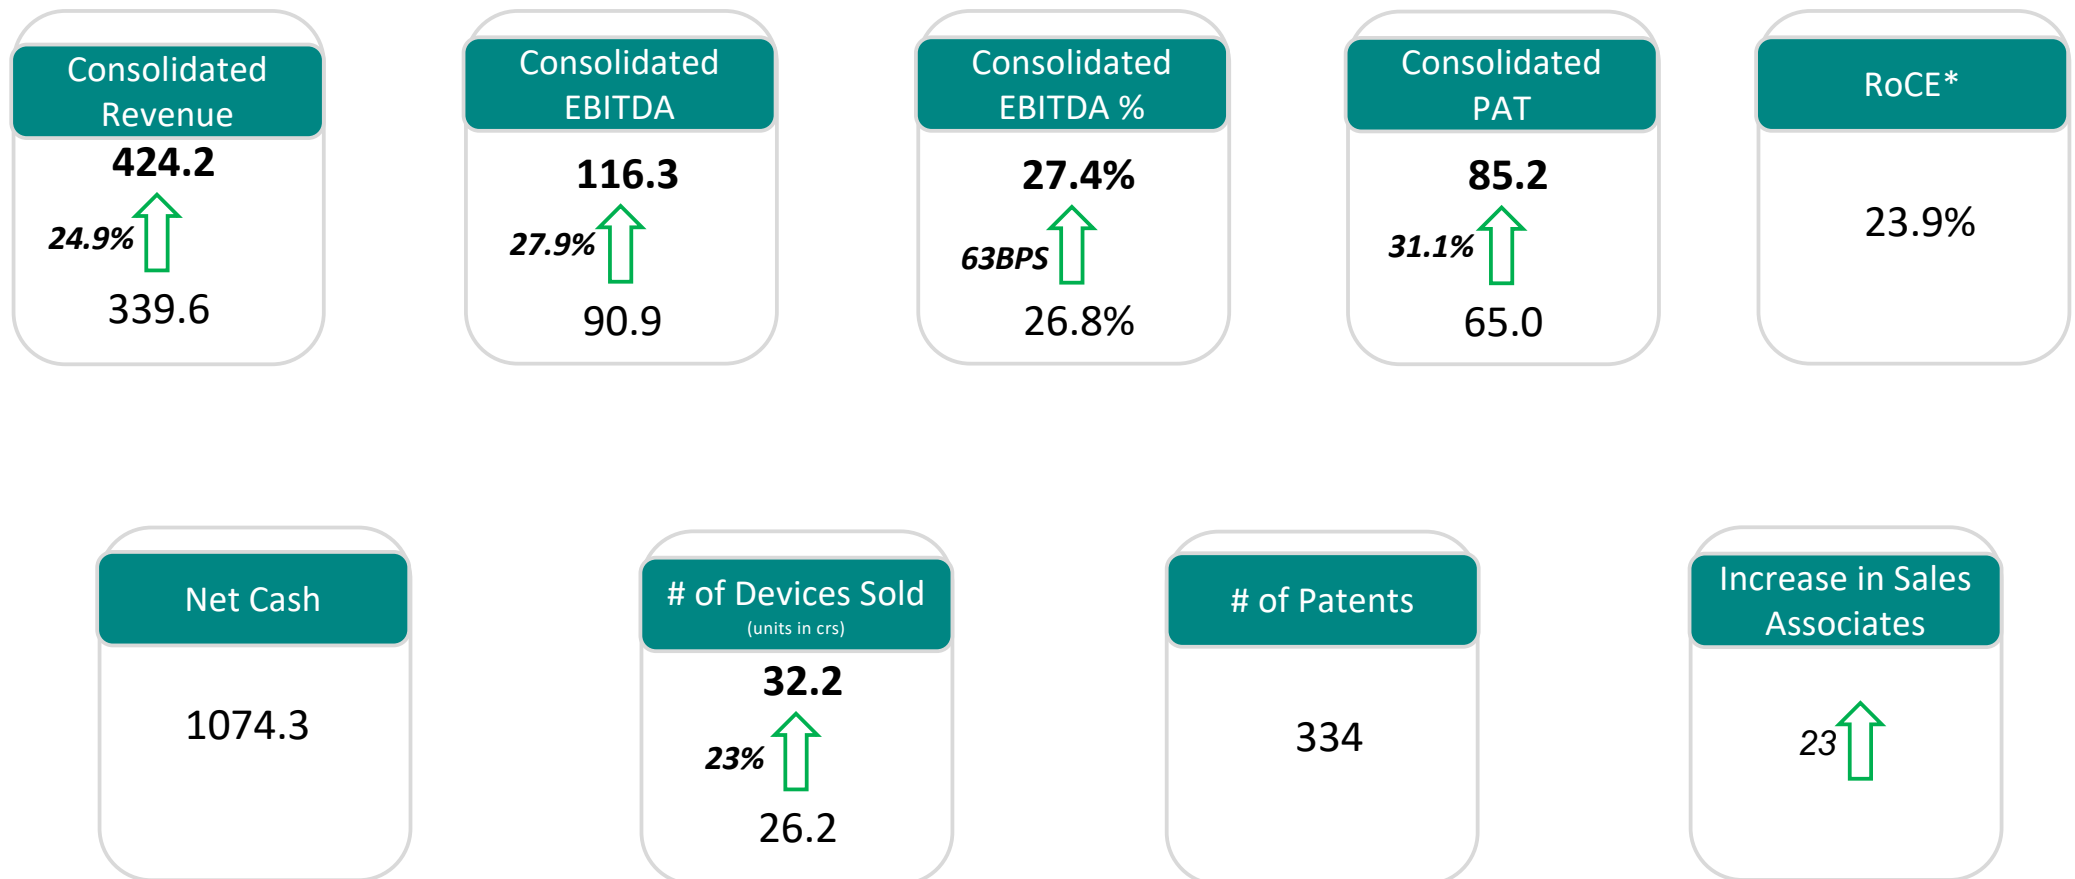 Consolidated
Revenue
424.2
24.9%
339.6
Consolidated
EBITDA
116.3
27.9%
90.9
Consolidated
EBITDA %
27.4%
63BPS
26.8%
Consolidated
PAT
85.2
31.1%
65.0
RoCE*
23.9%
Net Cash
1074.3
# of Devices Sold
(units in crs)
32.2
23%
26.2
# of Patents
334
Increase in Sales
Associates
23